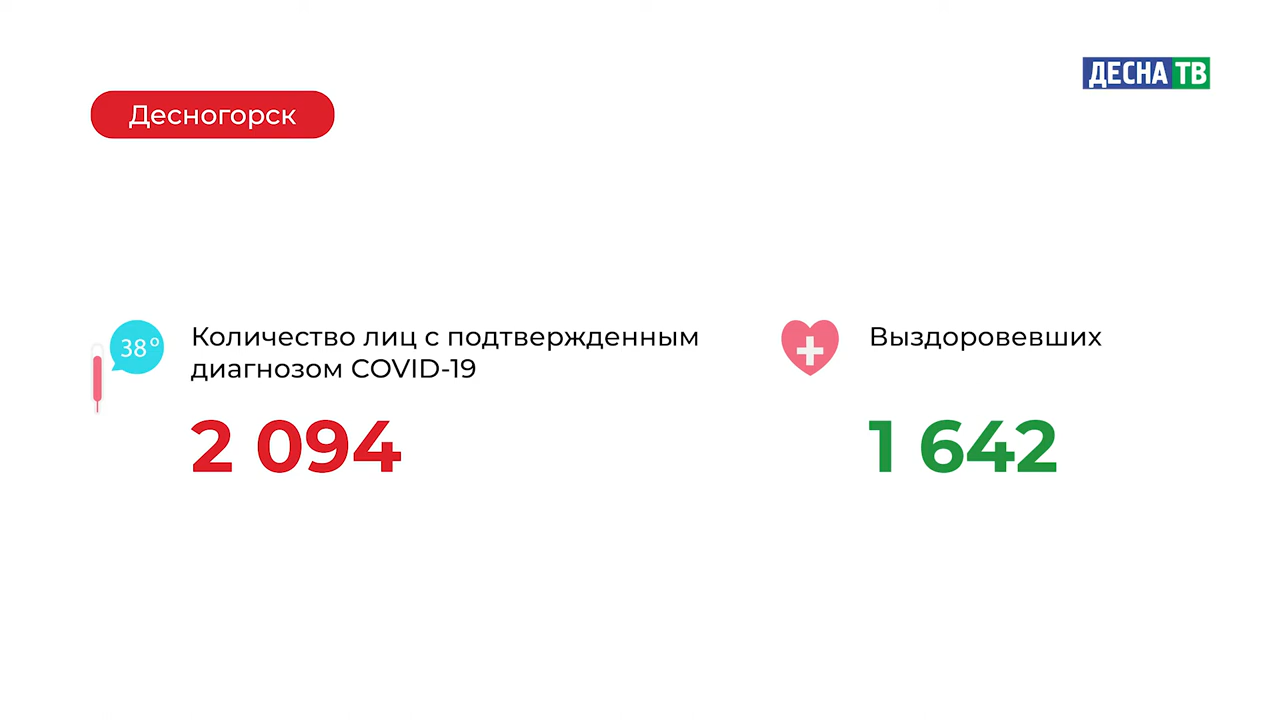 ДЕСНА ТВ
Десногорск
38°
Количество лиц с подтвержденным
диагнозом COVID-19
2 094
Выздоровевших
1 642